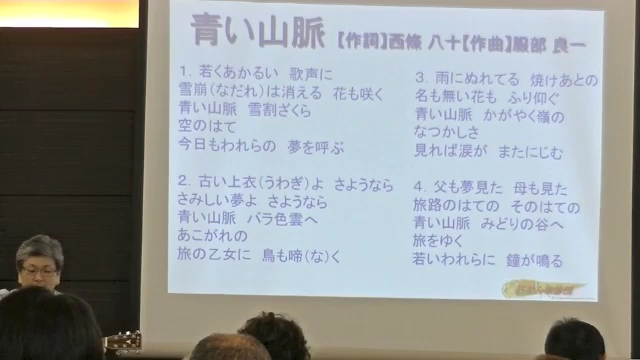 青い山脈 【作詞】西條 八十【作曲】服部 良一
1．若くあかるい 歌声に
雪崩(なだれ)は消える 花も咲く
青い山脈 雪割ざくら
空のはて
今日もわれらの 夢を呼ぶ
2．古い上衣(うわぎ)よ さようなら
さみしい夢よ さようなら
青い山脈 バラ色雲へ
あこがれの
旅の乙女に 鳥も啼(な)く
3．雨にぬれてる 焼けあとの
名も無い花も ふり仰ぐ
青い山脈 かがやく嶺の
なつかしさ
見れば涙が またにじむ
4．父も夢見た 母も見た
旅路のはての そのはての
青い山脈 みどりの谷へ
旅をゆく
若いわれらに 鐘が鳴る